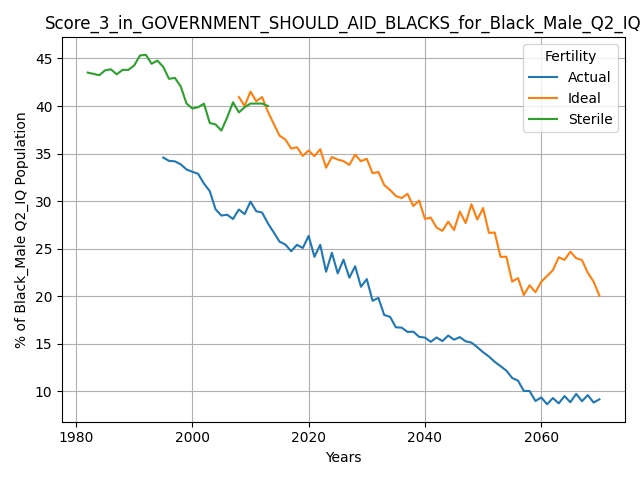 Score_3_in_GOVERNMENT_SHOULD_AID_BLACKS_for_Black_Male_Q2_IQ
% of Black_Male Q2_IQ Population
45
40
35
30
25
20
15
10
Fertility
Actual
Ideal
Sterile
1980
2000
2020
2040
2060
Years